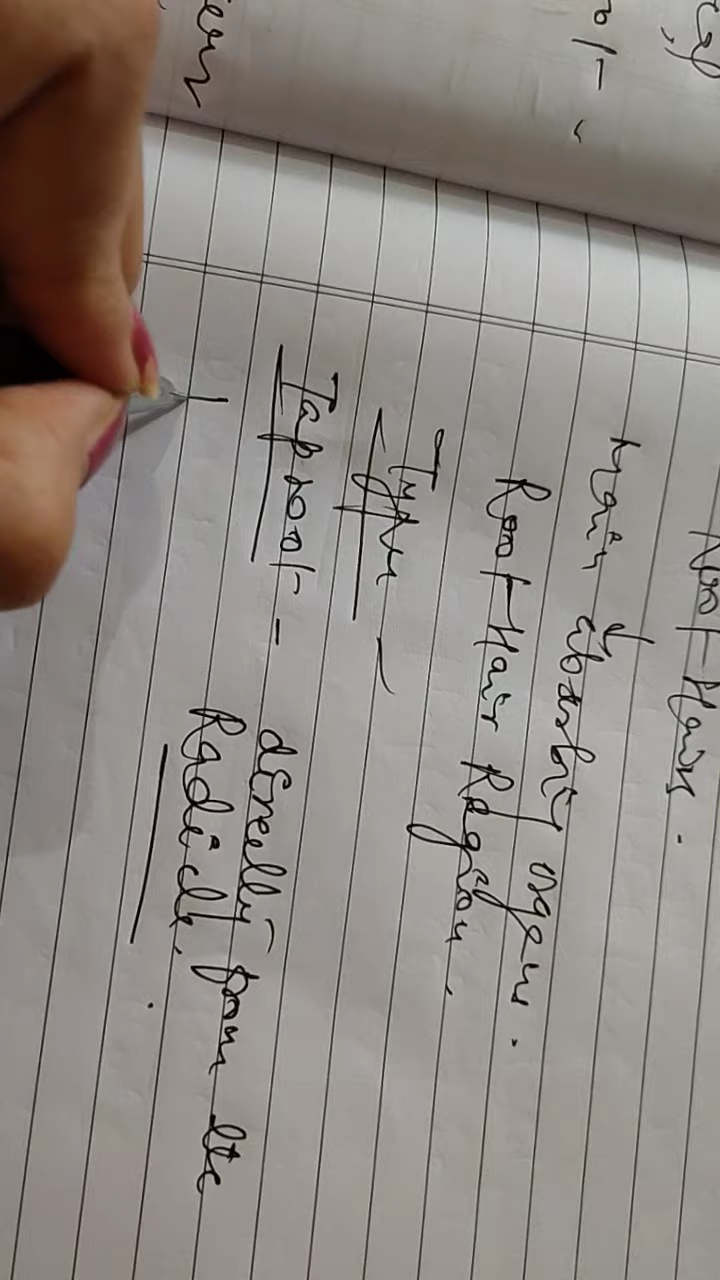 Root-Hairs.
Main absorbing organ.
Root-Hair Region.
Types -
Taproot - directly from the
Radicle.